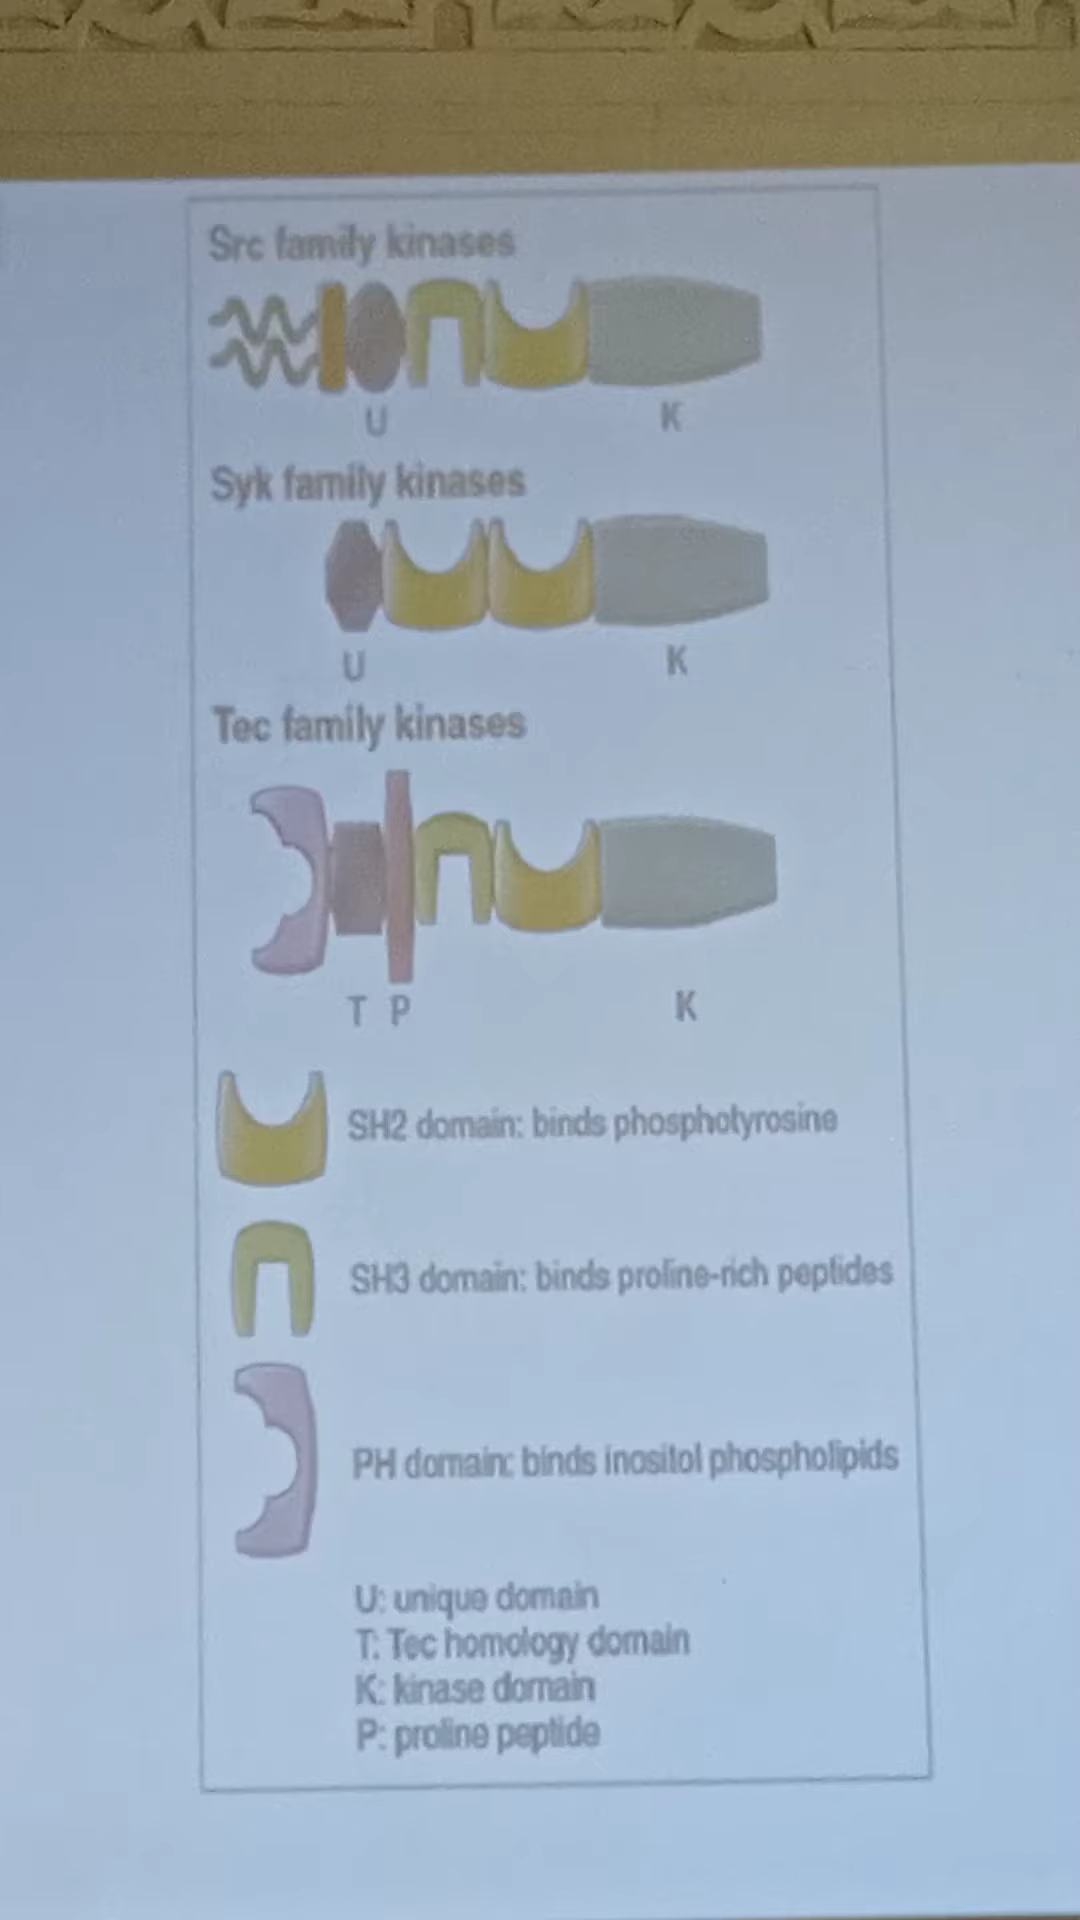 Src family kinases
U K
Syk family kinases
U K
Tec family kinases
T P K
SH2 domain: binds phosphotyrosine
SH3 domain: binds proline-rich peptides
PH domain: binds inositol phospholipids
U: unique domain
T: Tec homology domain
K: kinase domain
P: proline peptide